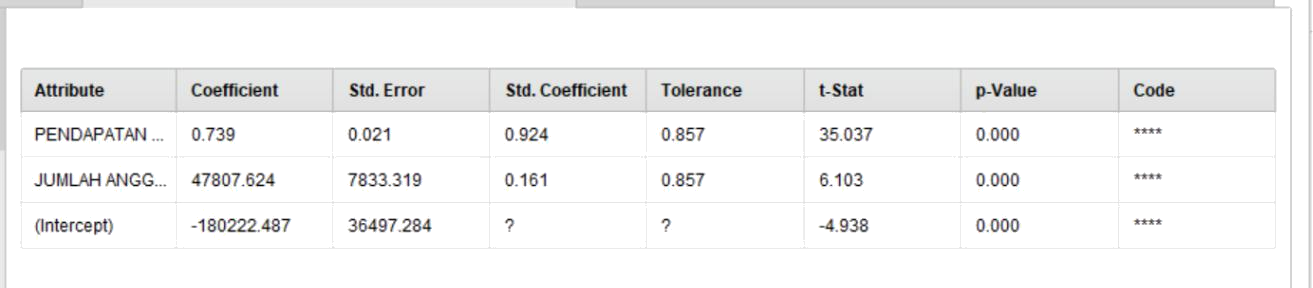 Attribute Coefficient Std. Error Std. Coefficient Tolerance t-Stat p-Value Code
PENDAPATAN ... 0.739 0.021 0.924 0.857 35.037 0.000 ****
JUMLAH ANGG... 47807.624 7833.319 0.161 0.857 6.103 0.000 ****
(Intercept) -180222.487 36497.284 ? ? -4.938 0.000 ****